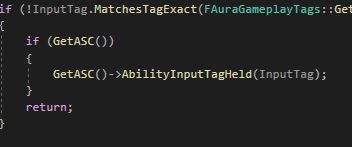 if (!InputTag.MatchesTagExact(FAuraGameplayTags::Get
{
if (GetASC())
{
GetASC()->AbilityInputTagHeld(InputTag);
}
return;
}